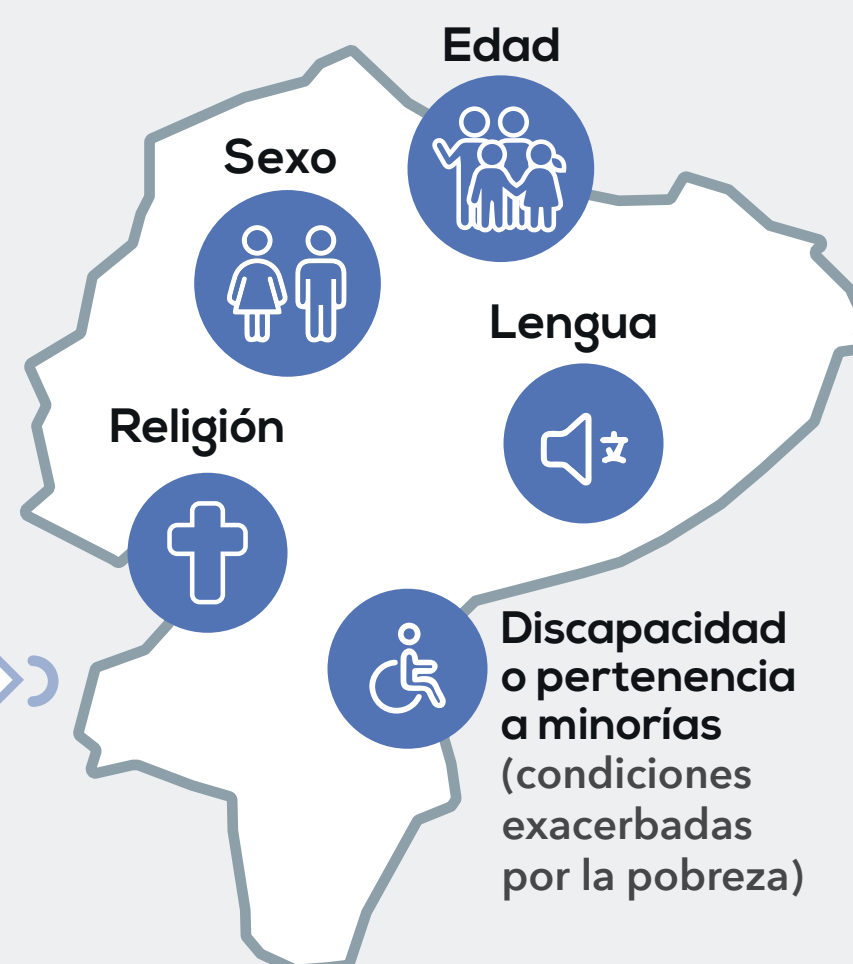 Edad
Sexo
Lengua
Religión
Discapacidad
o pertenencia
a minorías
(condiciones
exacerbadas
por la pobreza)